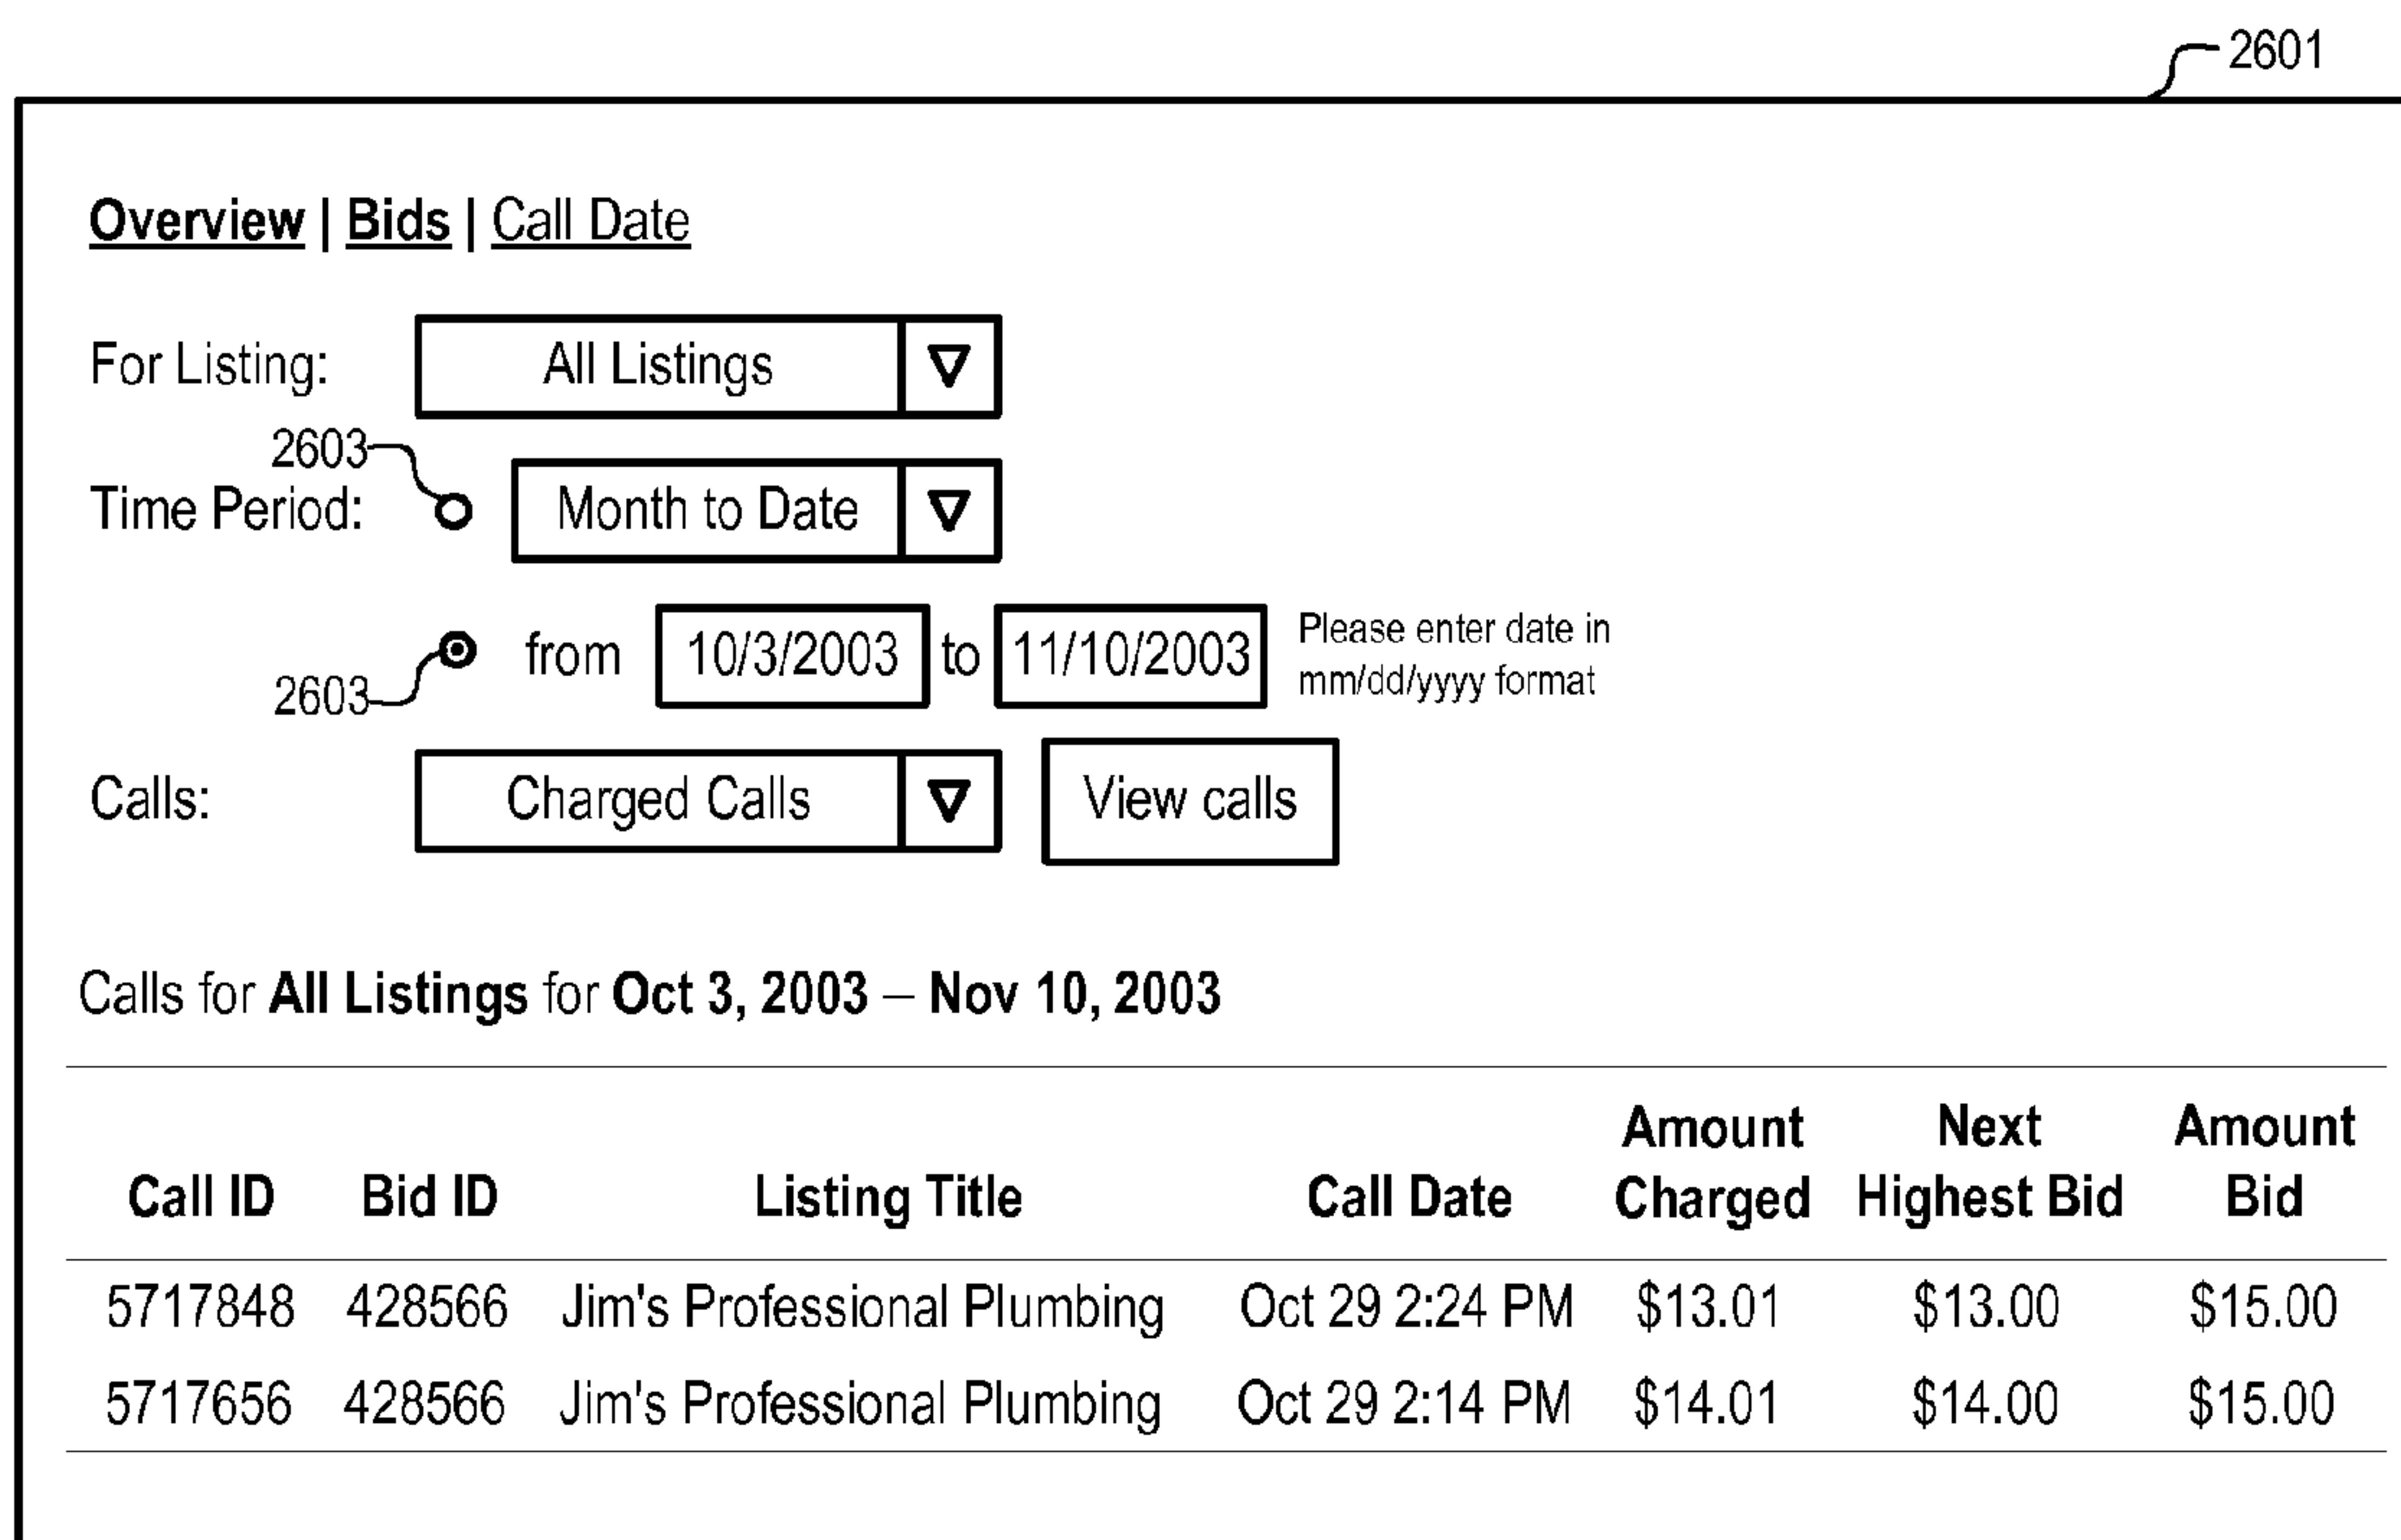 2601
Overview | Bids | Call Date
For Listing: All Listings
2603
Time Period: Month to Date
from 10/3/2003 to 11/10/2003 Please enter date in
mm/dd/yyyy format
2603
Calls: Charged Calls View calls
Calls for All Listings for Oct 3, 2003 – Nov 10, 2003
Amount Next Amount
Call ID Bid ID Listing Title Call Date Charged Highest Bid Bid
5717848 428566 Jim's Professional Plumbing Oct 29 2:24 PM $13.01 $13.00 $15.00
5717656 428566 Jim's Professional Plumbing Oct 29 2:14 PM $14.01 $14.00 $15.00